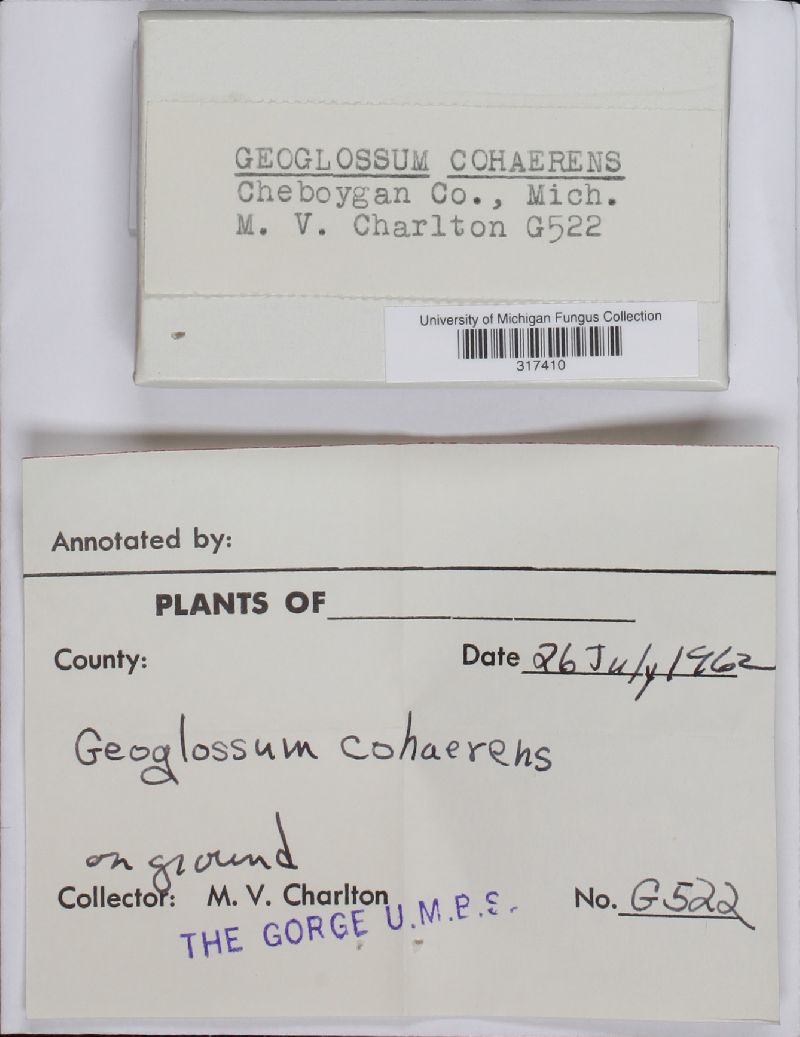 GEOGLOSSUM COHAERENS
Cheboygan Co., Mich.
M. V. Charlton G522
University of Michigan Fungus Collection
317410
Annotated by:
PLANTS OF
County:
Date 26 July 1962
Geoglossum cohaerens
on ground
Collector: M. V. Charlton
No. G522
THE GORGE U.M.B.S.